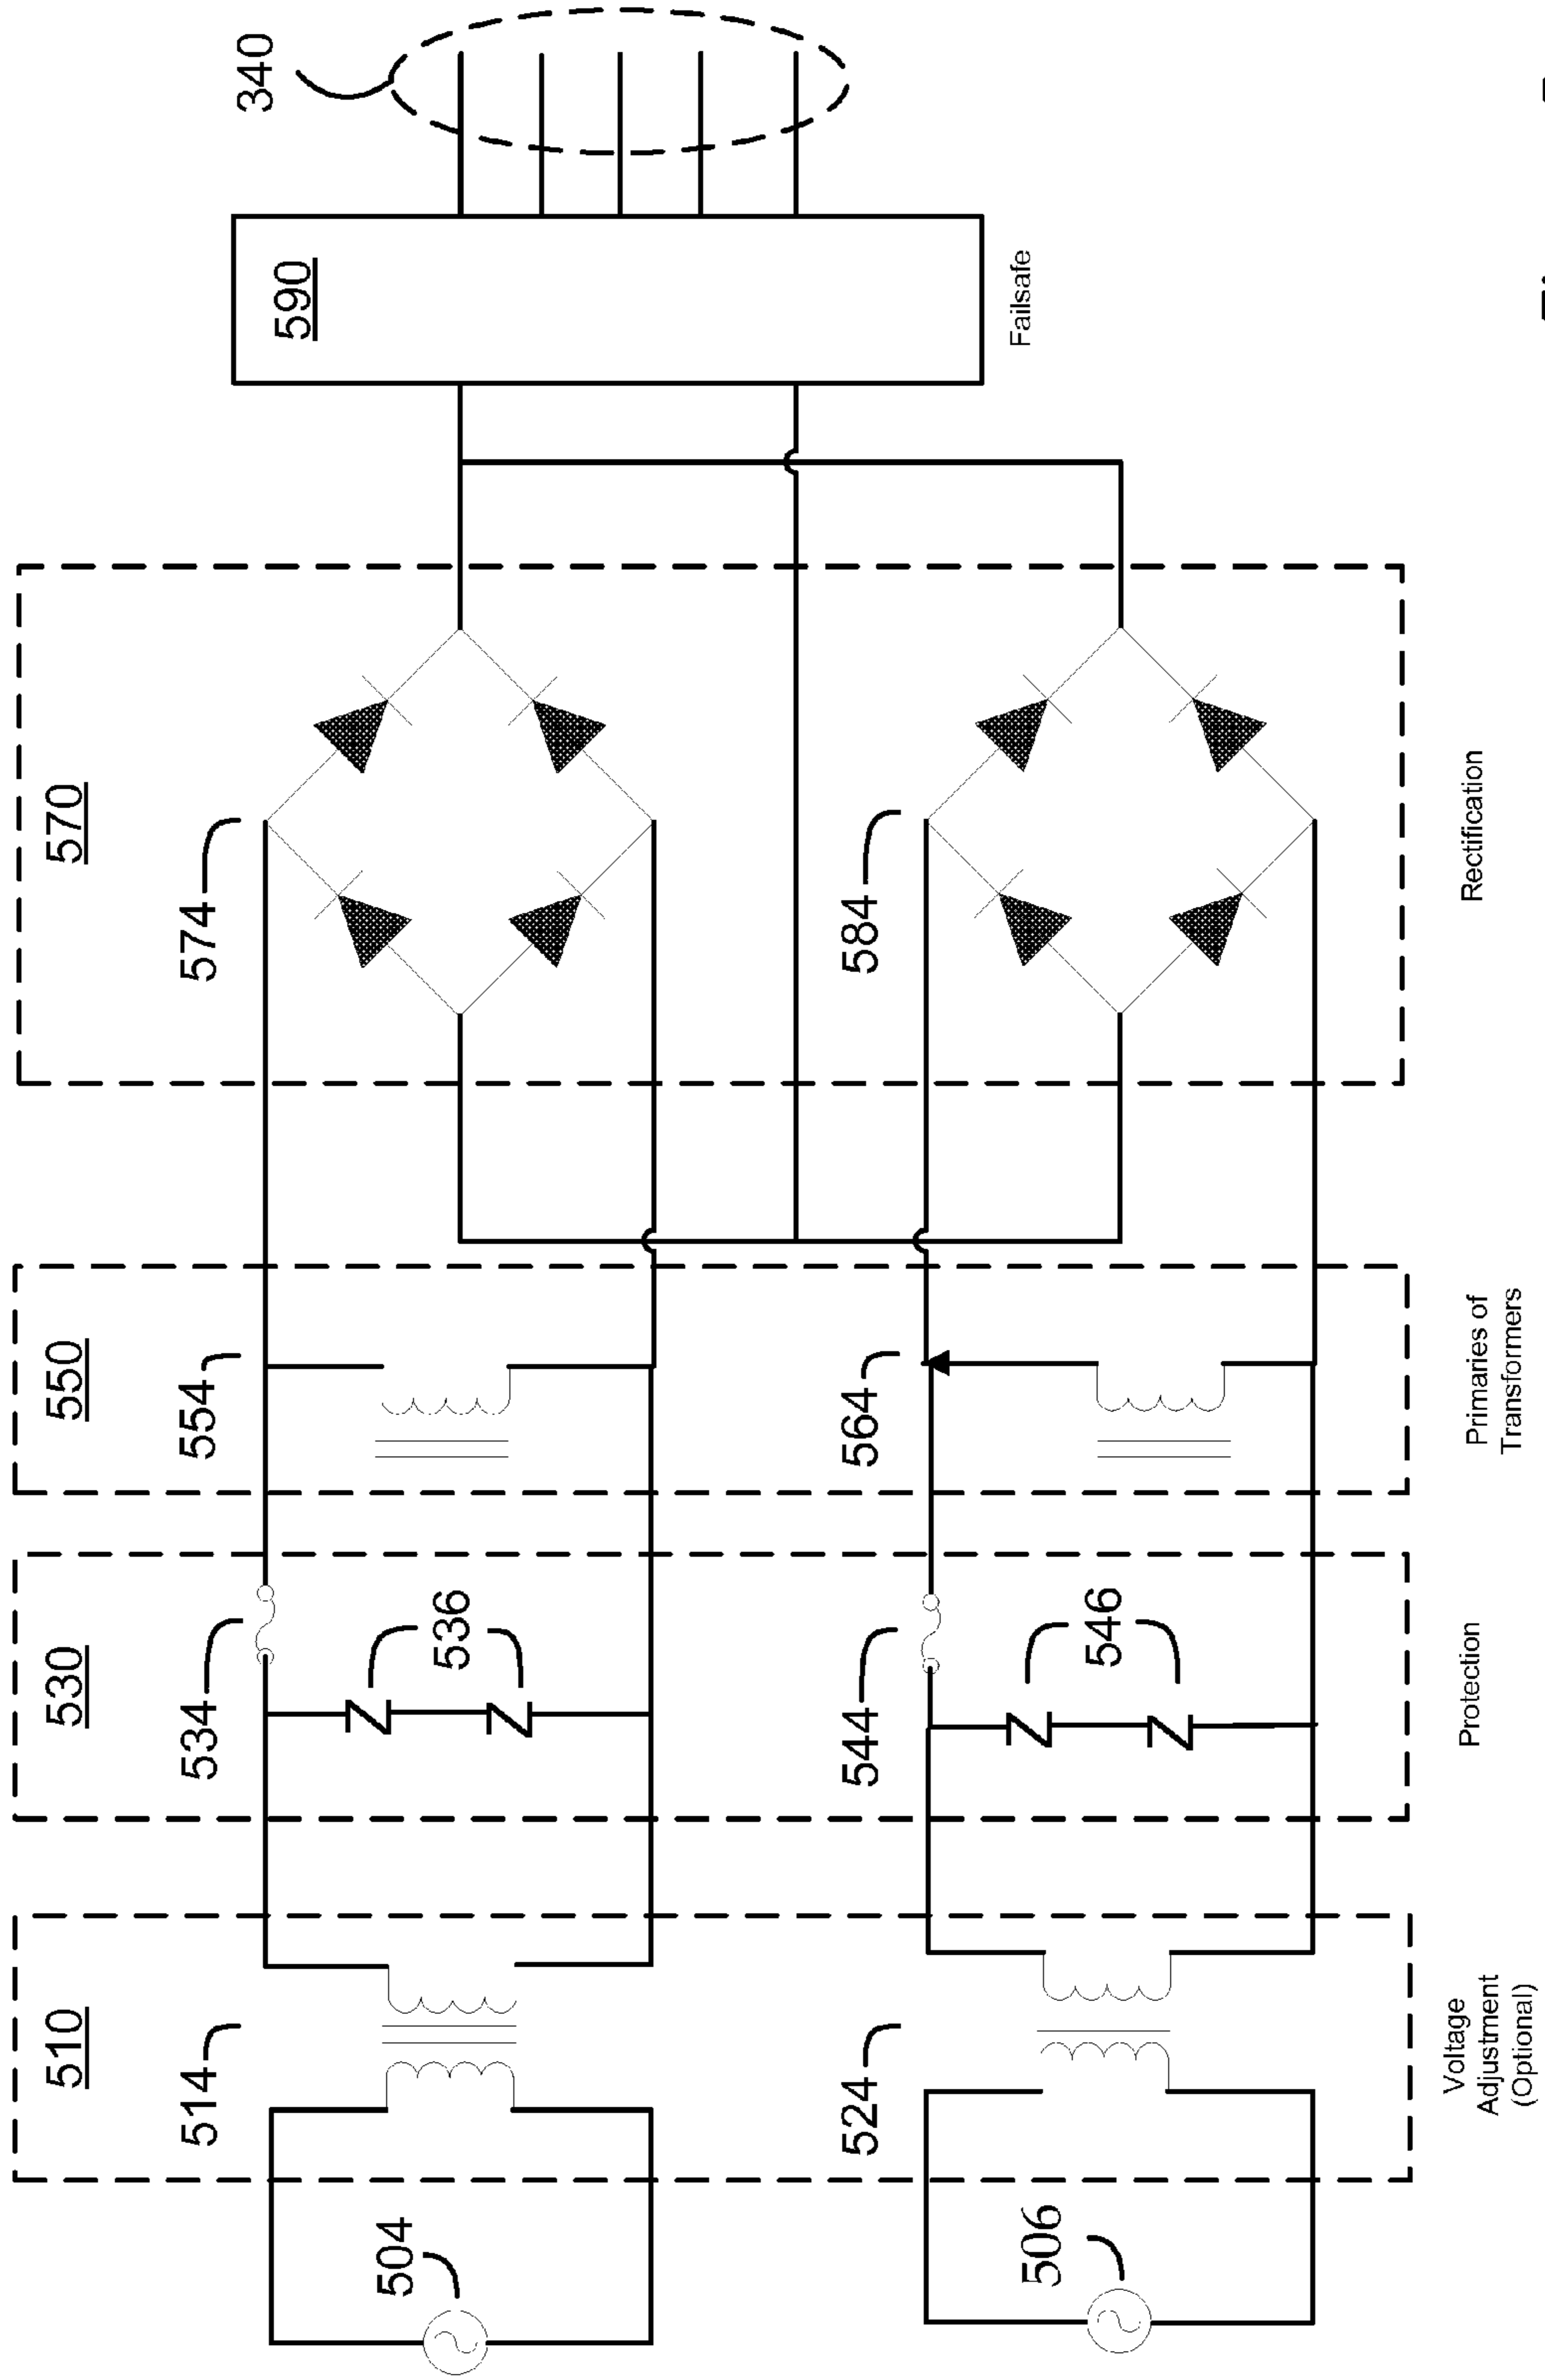 510
514
524
504
506
Voltage
Adjustment
(Optional)
530
534
536
544
546
Protection
550
554
564
Primaries of
Transformers
570
574
584
Rectification
590
Failsafe
340